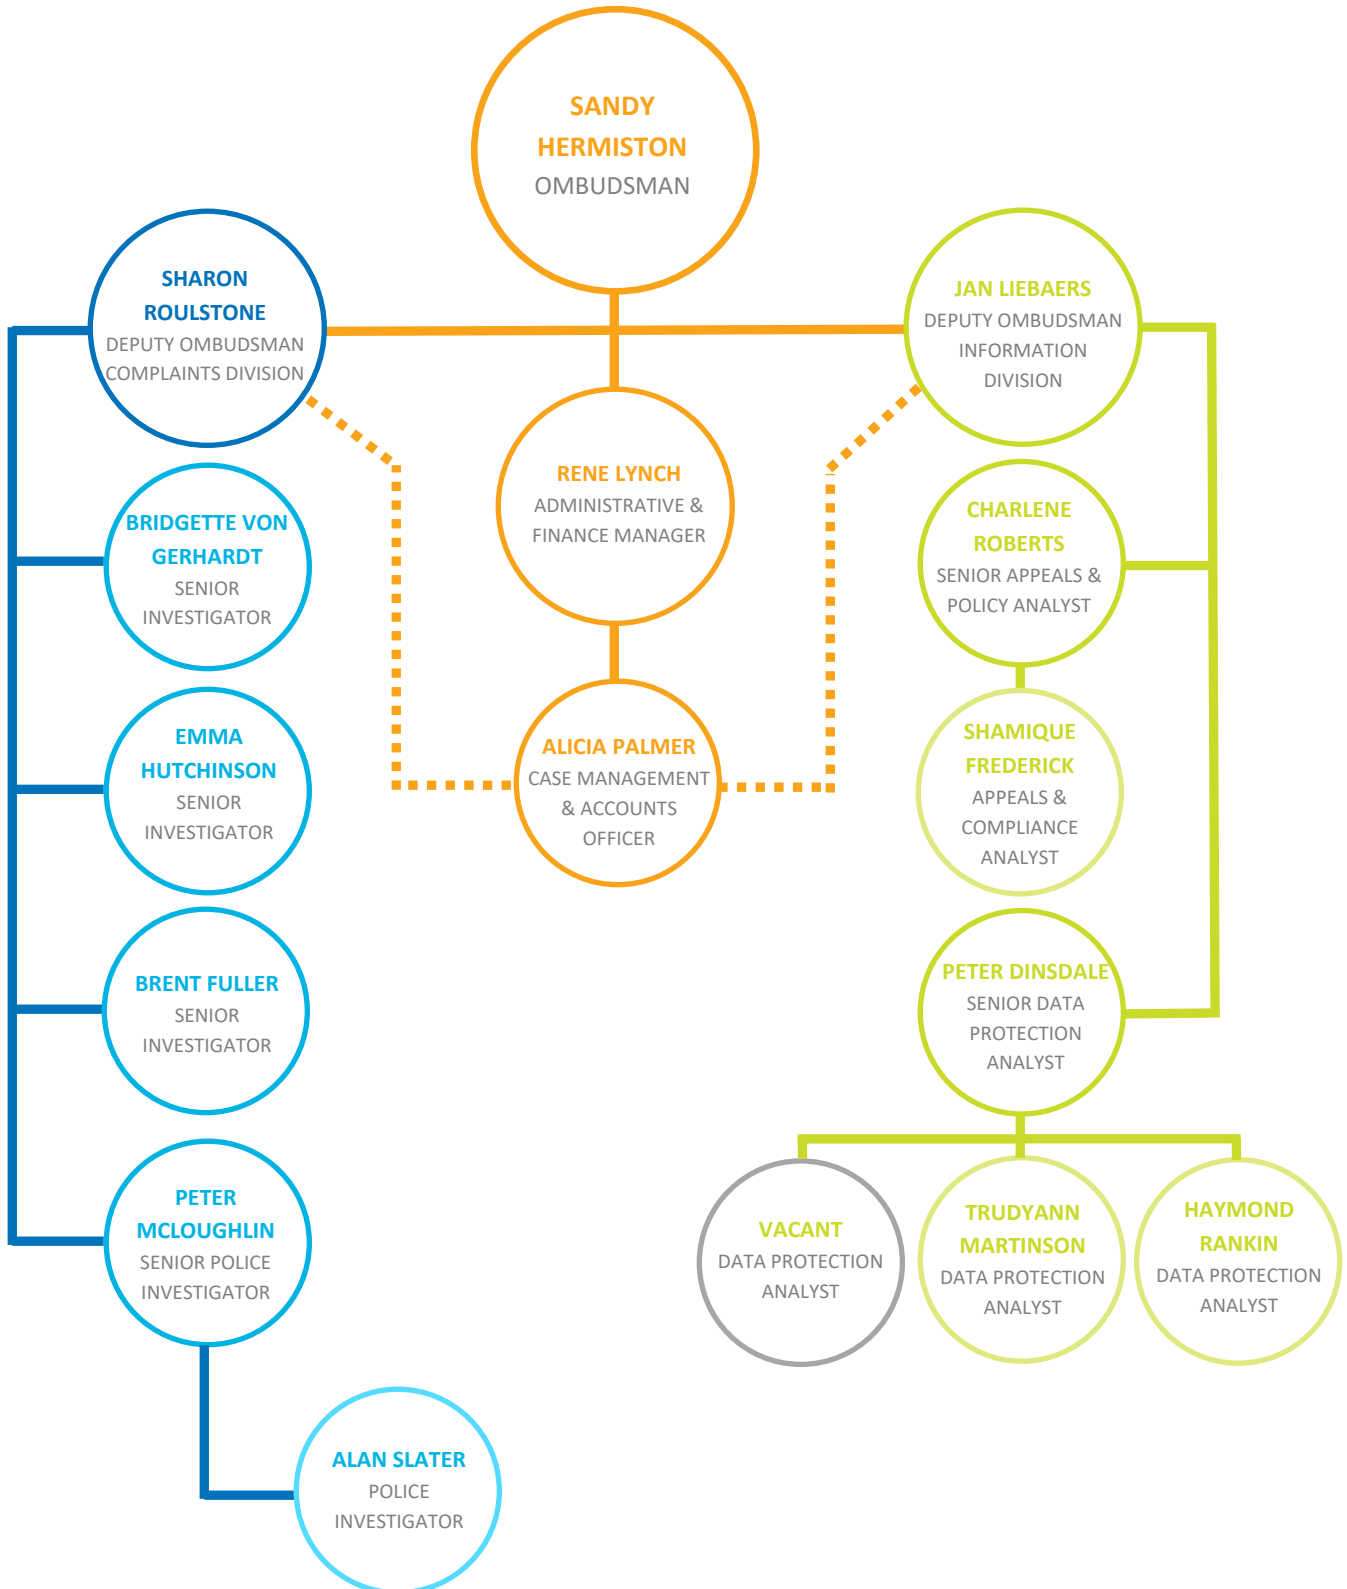 SANDY
HERMISTON
OMBUDSMAN
SHARON
ROULSTONE
DEPUTY OMBUDSMAN
COMPLAINTS DIVISION
JAN LIEBAERS
DEPUTY OMBUDSMAN
INFORMATION
DIVISION
RENE LYNCH
ADMINISTRATIVE &
FINANCE MANAGER
BRIDGETTE VON
GERHARDT
SENIOR
INVESTIGATOR
CHARLENE
ROBERTS
SENIOR APPEALS &
POLICY ANALYST
EMMA
HUTCHINSON
SENIOR
INVESTIGATOR
ALICIA PALMER
CASE MANAGEMENT
& ACCOUNTS
OFFICER
SHAMIQUE
FREDERICK
APPEALS &
COMPLIANCE
ANALYST
BRENT FULLER
SENIOR
INVESTIGATOR
PETER DINSDALE
SENIOR DATA
PROTECTION
ANALYST
PETER
MCLOUGHLIN
SENIOR POLICE
INVESTIGATOR
VACANT
DATA PROTECTION
ANALYST
TRUDYANN
MARTINSON
DATA PROTECTION
ANALYST
HAYMOND
RANKIN
DATA PROTECTION
ANALYST
ALAN SLATER
POLICE
INVESTIGATOR